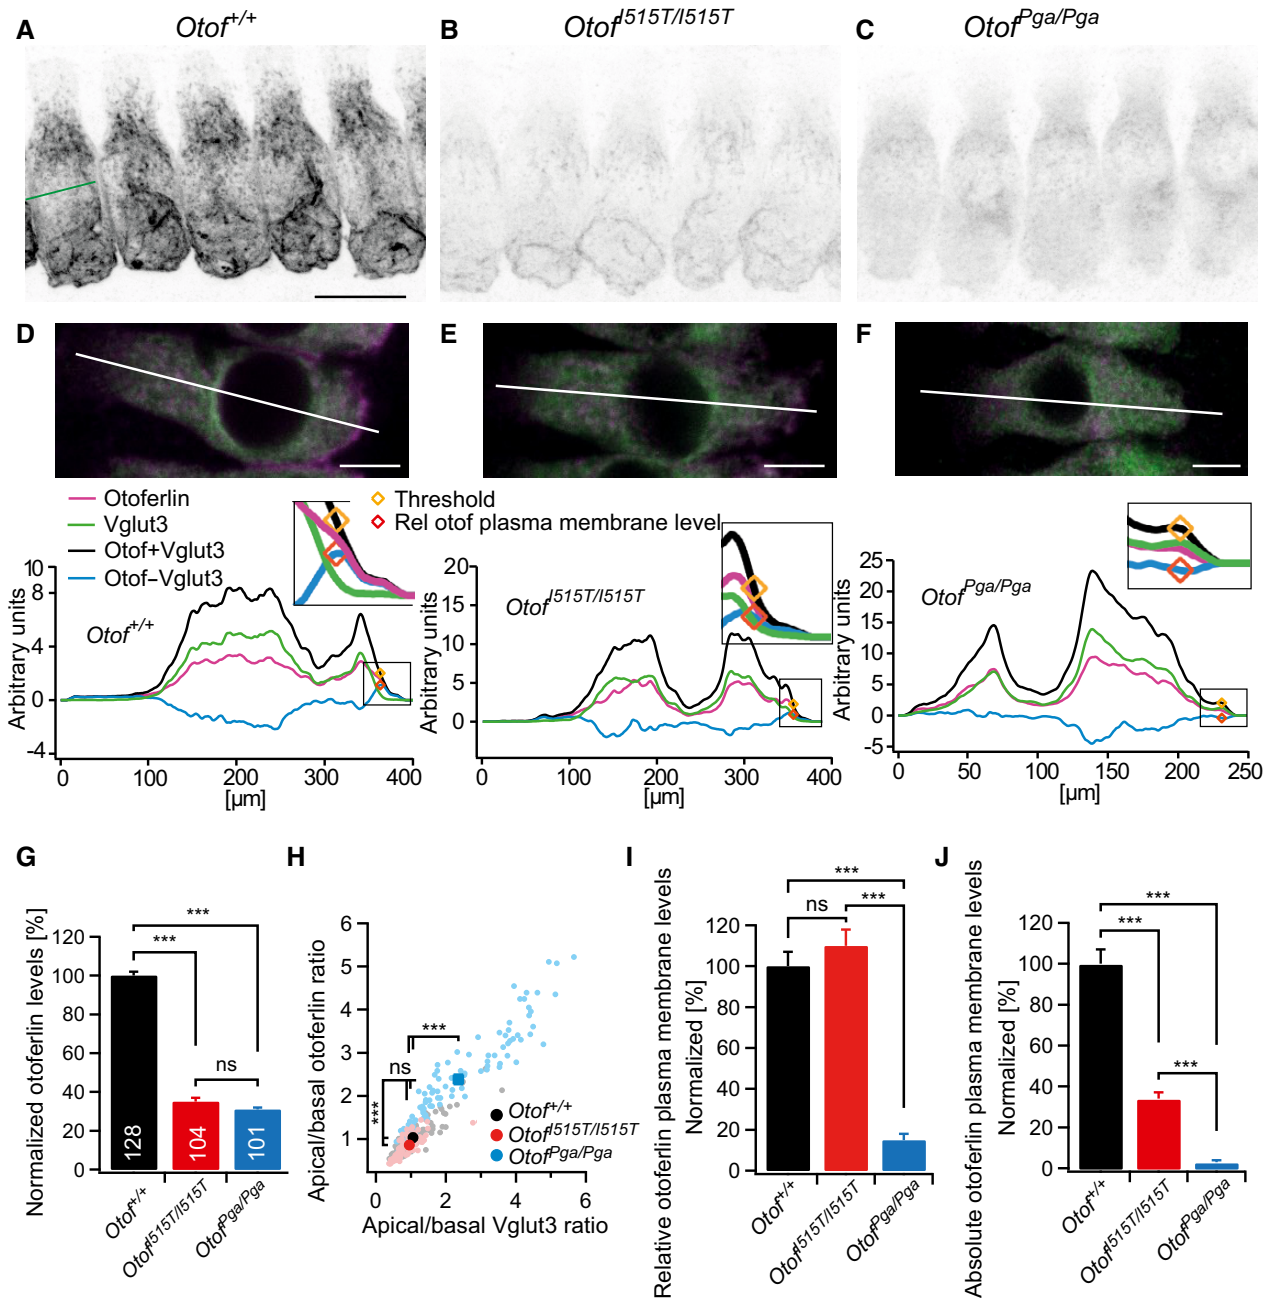 A Otof+/+ B OtofI515T/I515T C OtofPga/Pga
D E F
Otoferlin
Vglut3
Otof+Vglut3
Otof–Vglut3
Threshold
Rel otof plasma membrane level
Arbitrary units
10
8
4
0
-4
Otof+/+
0 100 200 300 400
[µm]
Arbitrary units
20
15
10
5
0
OtofI515T/I515T
0 100 200 300 400
[µm]
Arbitrary units
25
20
15
10
5
0
-5
OtofPga/Pga
0 50 100 150 200 250
[µm]
G
Normalized otoferlin levels [%]
120
100
80
60
40
20
0
***
***
ns
128 104 101
Otof+/+ OtofI515T/I515T OtofPga/Pga
H
Apical/basal otoferlin ratio
6
5
4
3
2
1
***
ns
***
Otof+/+
OtofI515T/I515T
OtofPga/Pga
0 2 4 6
Apical/basal Vglut3 ratio
I
Relative otoferlin plasma membrane levels
Normalized [%]
120
100
80
60
40
20
0
***
ns ***
Otof+/+ OtofI515T/I515T OtofPga/Pga
J
Absolute otoferlin plasma membrane levels
Normalized [%]
120
100
80
60
40
20
0
***
***
***
Otof+/+ OtofI515T/I515T OtofPga/Pga